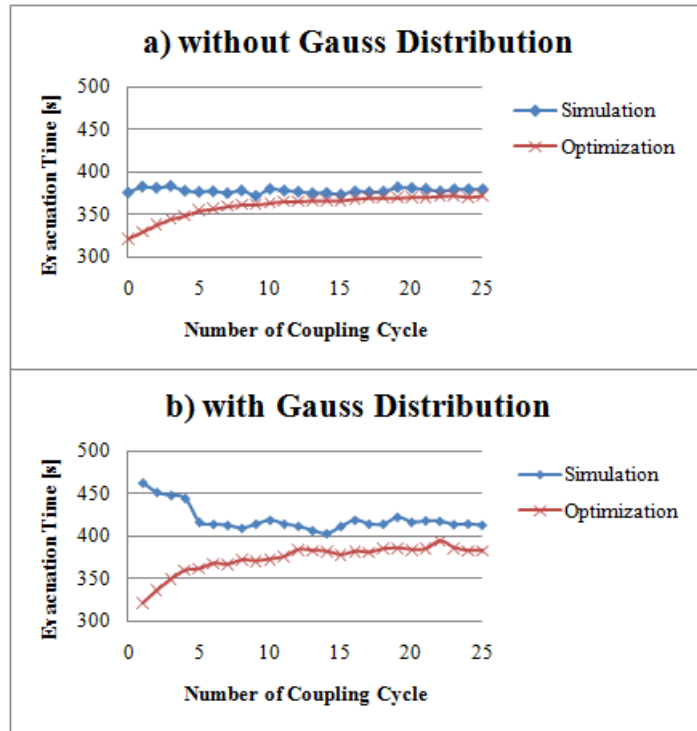 a) without Gauss Distribution
500
450
400
350
300
Evacuation Time [s]
0 5 10 15 20 25
Number of Coupling Cycle
Simulation
Optimization
b) with Gauss Distribution
500
450
400
350
300
Evacuation Time [s]
0 5 10 15 20 25
Number of Coupling Cycle
Simulation
Optimization